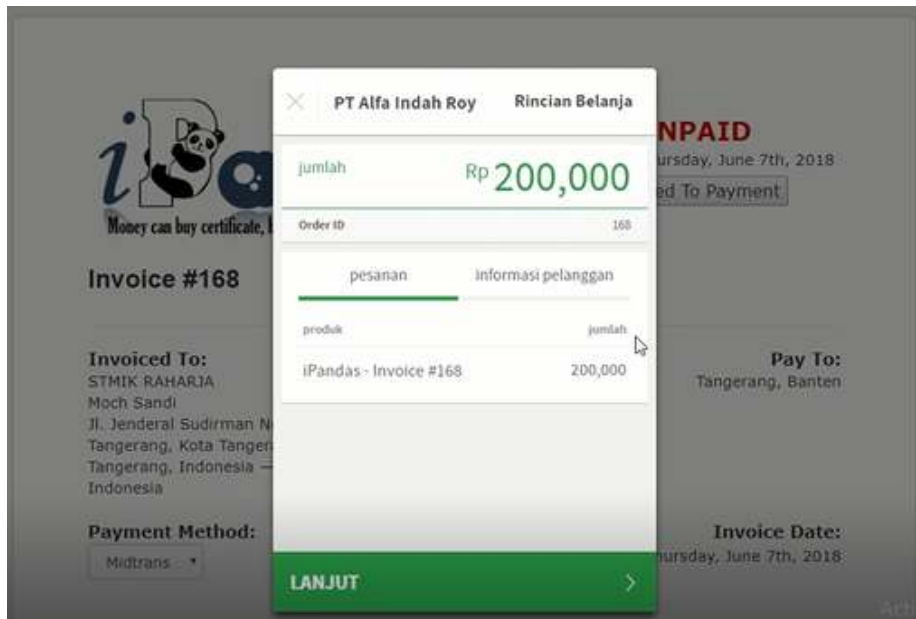 PT Alfa Indah Roy
Rincian Belanja
jumlah
Rp 200,000
Order ID
168
pesanan
informasi pelanggan
produk
jumlah
iPandas - Invoice #168
200,000
LANJUT
Money can buy certificate,
Invoice #168
NPAID
ursday, June 7th, 2018
ed To Payment
Invoiced To:
STMIK RAHARJA
Moch Sandi
Jl. Jenderal Sudirman N
Tangerang, Kota Tanger
Tangerang, Indonesia —
Indonesia
Pay To:
Tangerang, Banten
Payment Method:
Midtrans
Invoice Date:
hursday, June 7th, 2018